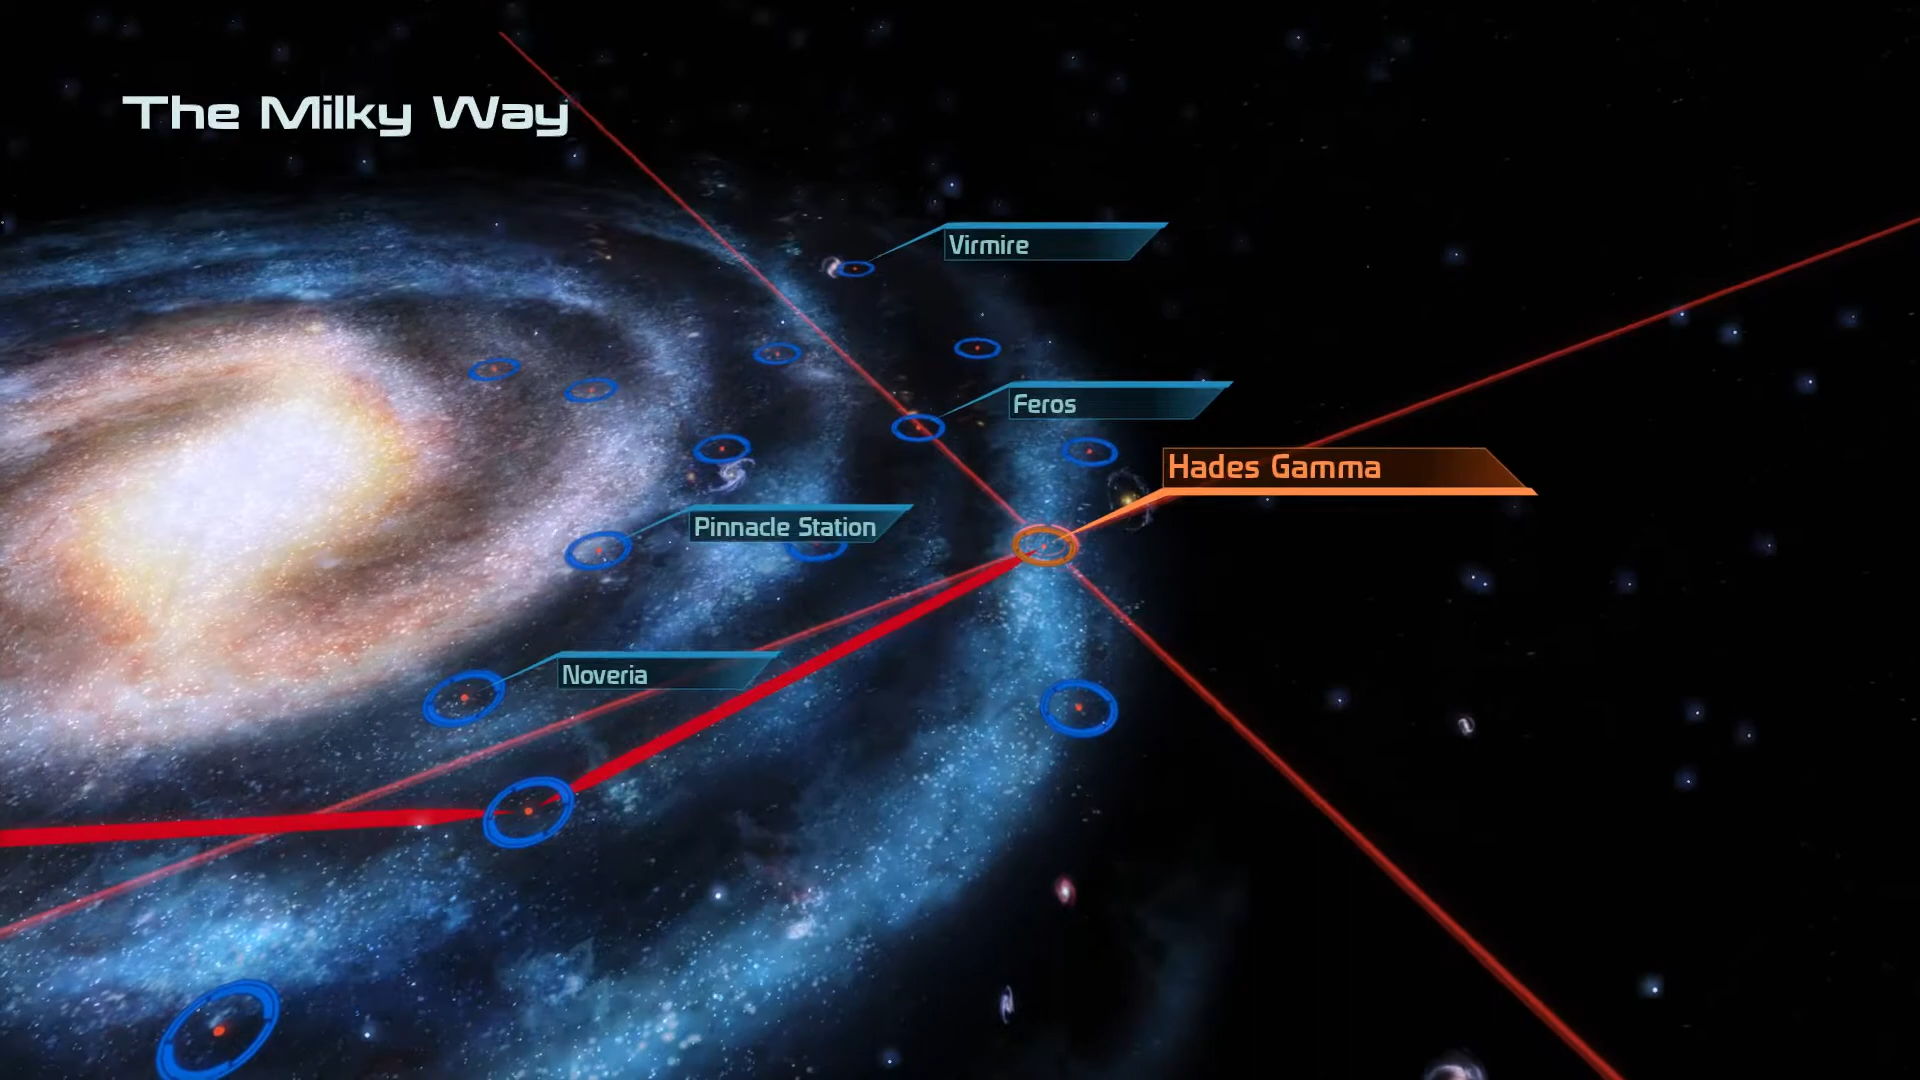 The Milky Way
Virmire
Feros
Hades Gamma
Pinnacle Station
Noveria